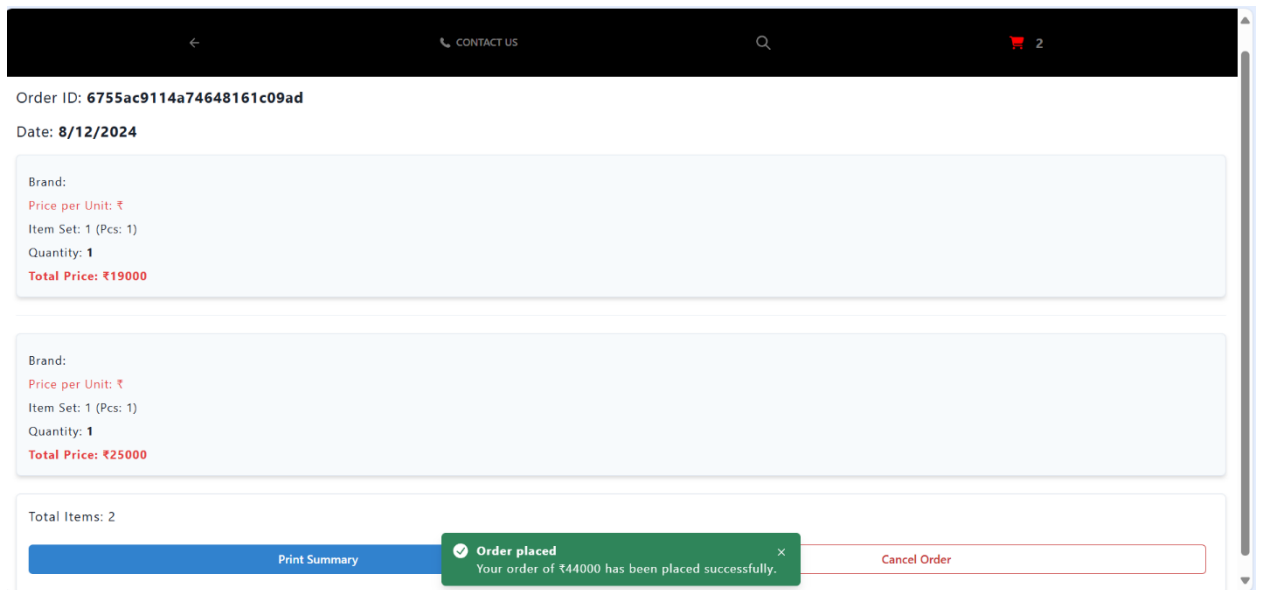 CONTACT US
2
Order ID: 6755ac9114a74648161c09ad
Date: 8/12/2024
Brand:
Price per Unit: ₹
Item Set: 1 (Pcs: 1)
Quantity: 1
Total Price: ₹19000
Brand:
Price per Unit: ₹
Item Set: 1 (Pcs: 1)
Quantity: 1
Total Price: ₹25000
Total Items: 2
Print Summary
Order placed
Your order of ₹44000 has been placed successfully.
Cancel Order